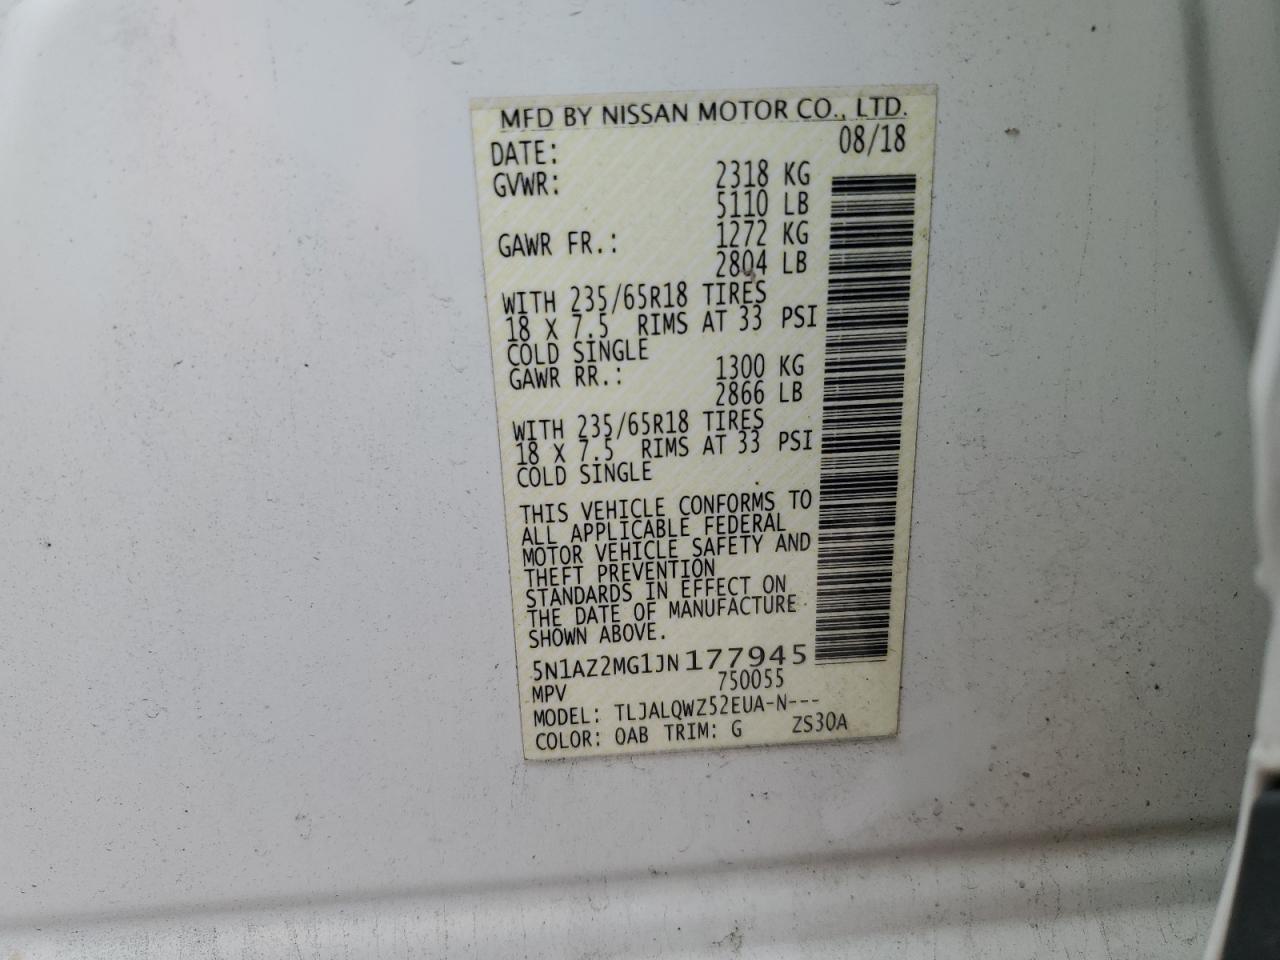 MFD BY NISSAN MOTOR CO., LTD.
DATE: 08/18
GVWR: 2318 KG
5110 LB
GAWR FR.: 1272 KG
2804 LB
WITH 235/65R18 TIRES
18 X 7.5 RIMS AT 33 PSI
COLD SINGLE
GAWR RR.: 1300 KG
2866 LB
WITH 235/65R18 TIRES
18 X 7.5 RIMS AT 33 PSI
COLD SINGLE
THIS VEHICLE CONFORMS TO
ALL APPLICABLE FEDERAL
MOTOR VEHICLE SAFETY AND
THEFT PREVENTION
STANDARDS IN EFFECT ON
THE DATE OF MANUFACTURE
SHOWN ABOVE.
5N1AZ2MG1JN177945
MPV 750055
MODEL: TLJALQWZ52EUA-N---
COLOR: OAB TRIM: G ZS30A